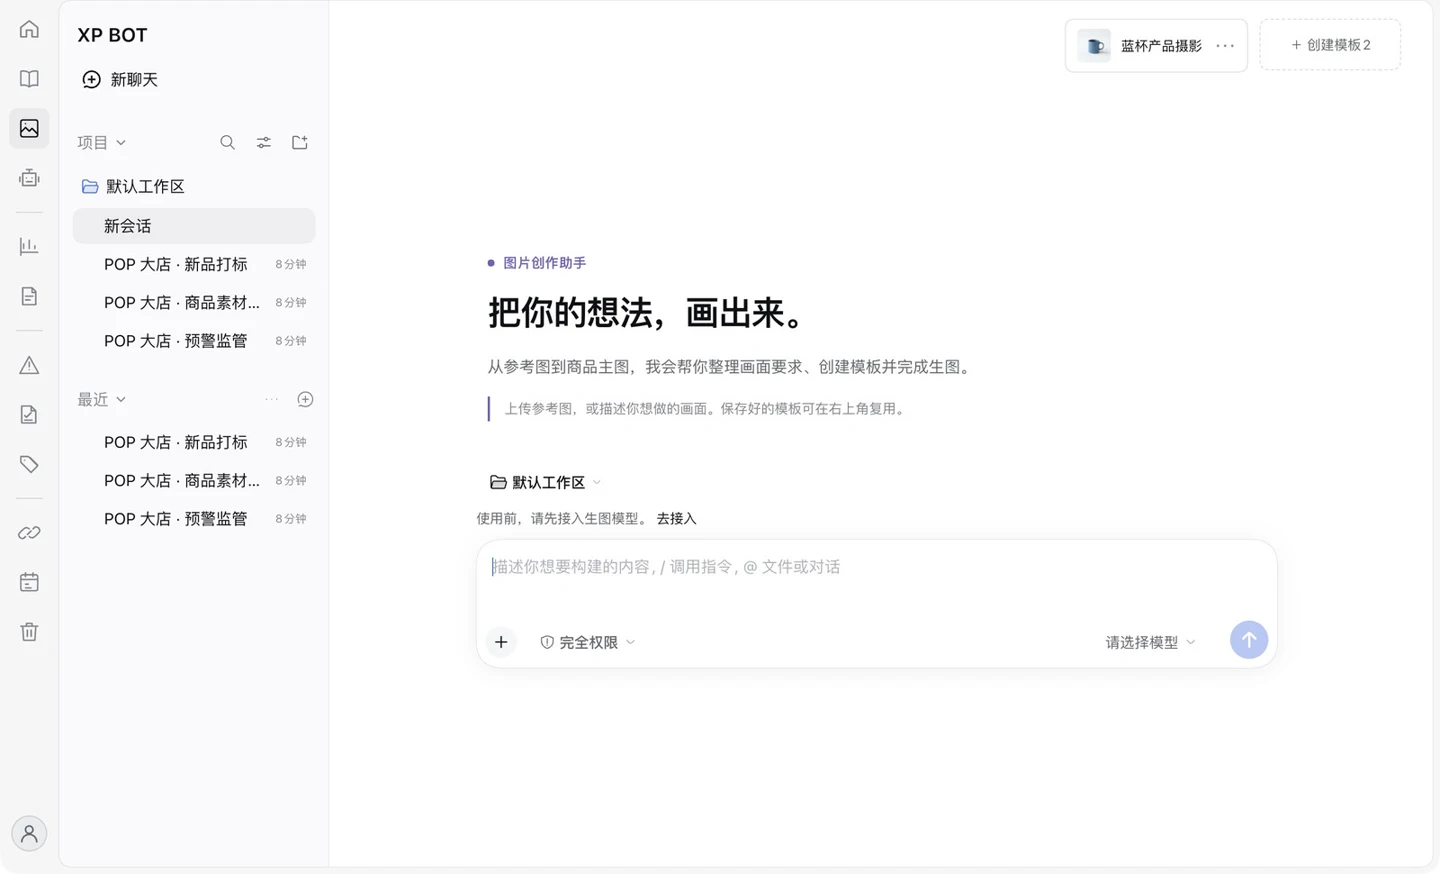 XP BOT
新聊天
项目
默认工作区
新会话
POP 大店 · 新品打标 8分钟
POP 大店 · 商品素材... 8分钟
POP 大店 · 预警监管 8分钟
最近
POP 大店 · 新品打标 8分钟
POP 大店 · 商品素材... 8分钟
POP 大店 · 预警监管 8分钟
蓝杯产品摄影 ···
+ 创建模板2
图片创作助手
把你的想法，画出来。
从参考图到商品主图，我会帮你整理画面要求、创建模板并完成生图。
上传参考图，或描述你想做的画面。保存好的模板可在右上角复用。
默认工作区
使用前，请先接入生图模型。 去接入
描述你想要构建的内容, / 调用指令, @ 文件或对话
完全权限
请选择模型